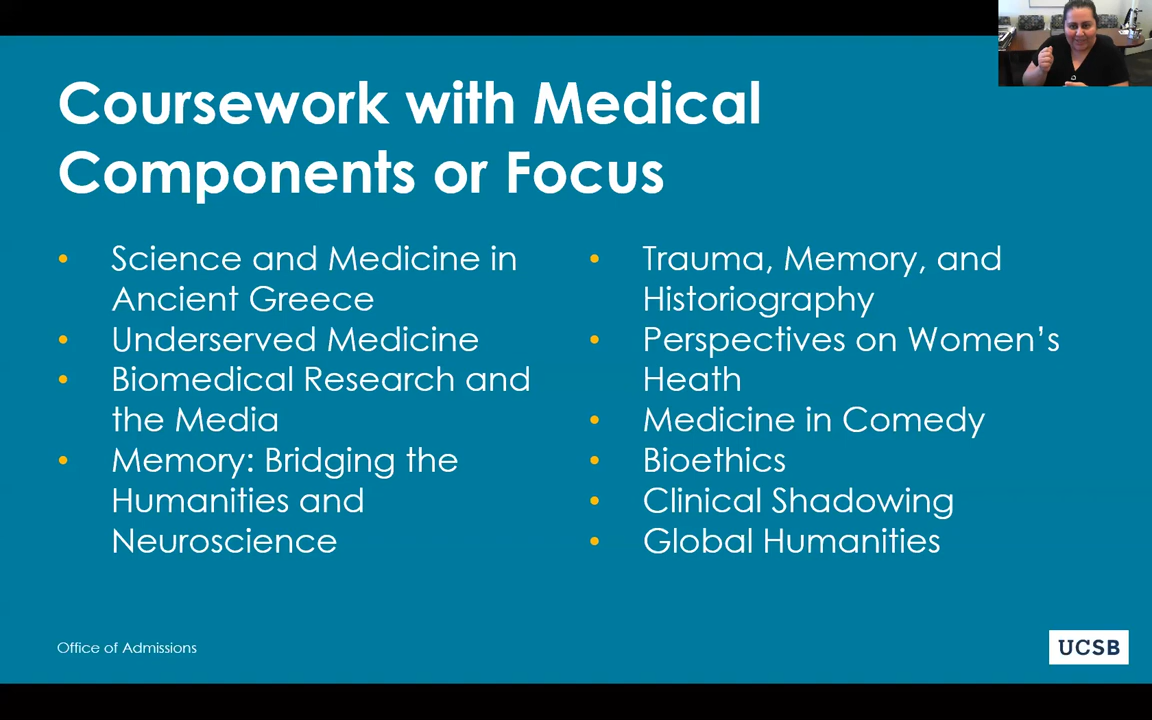 Coursework with Medical
Components or Focus
• Science and Medicine in
Ancient Greece
• Underserved Medicine
• Biomedical Research and
the Media
• Memory: Bridging the
Humanities and
Neuroscience
• Trauma, Memory, and
Historiography
• Perspectives on Women’s
Heath
• Medicine in Comedy
• Bioethics
• Clinical Shadowing
• Global Humanities
Office of Admissions
UCSB